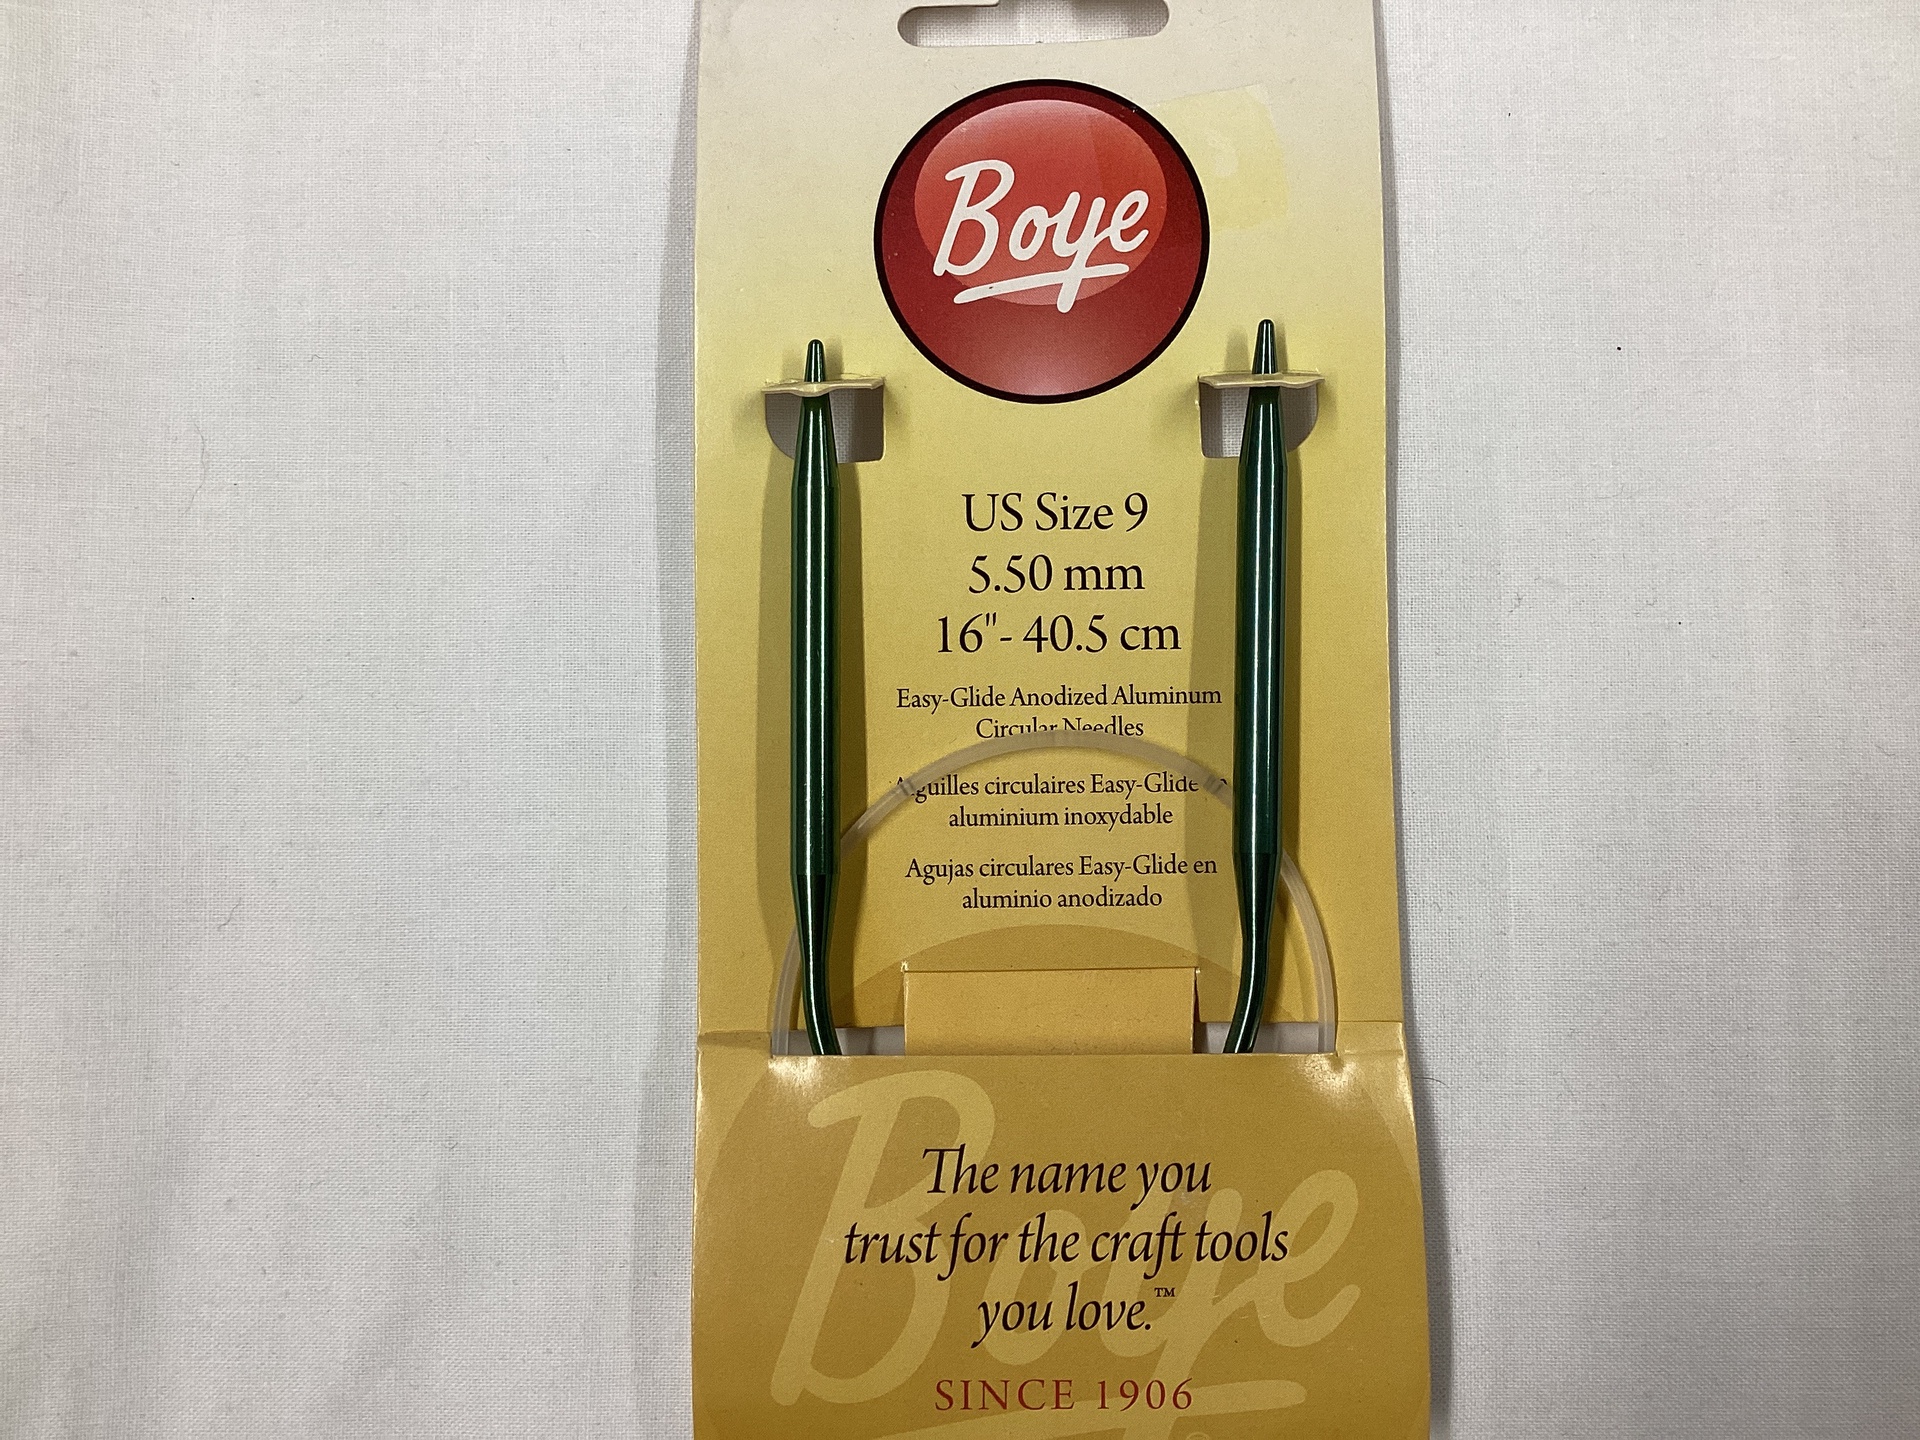 Boye
US Size 9
5.50 mm
16"- 40.5 cm
Easy-Glide Anodized Aluminum
Circular Needles
Aiguilles circulaires Easy-Glide
aluminium inoxydable
Agujas circulares Easy-Glide en
aluminio anodizado
Boye
The name you
trust for the craft tools
you love.™
SINCE 1906